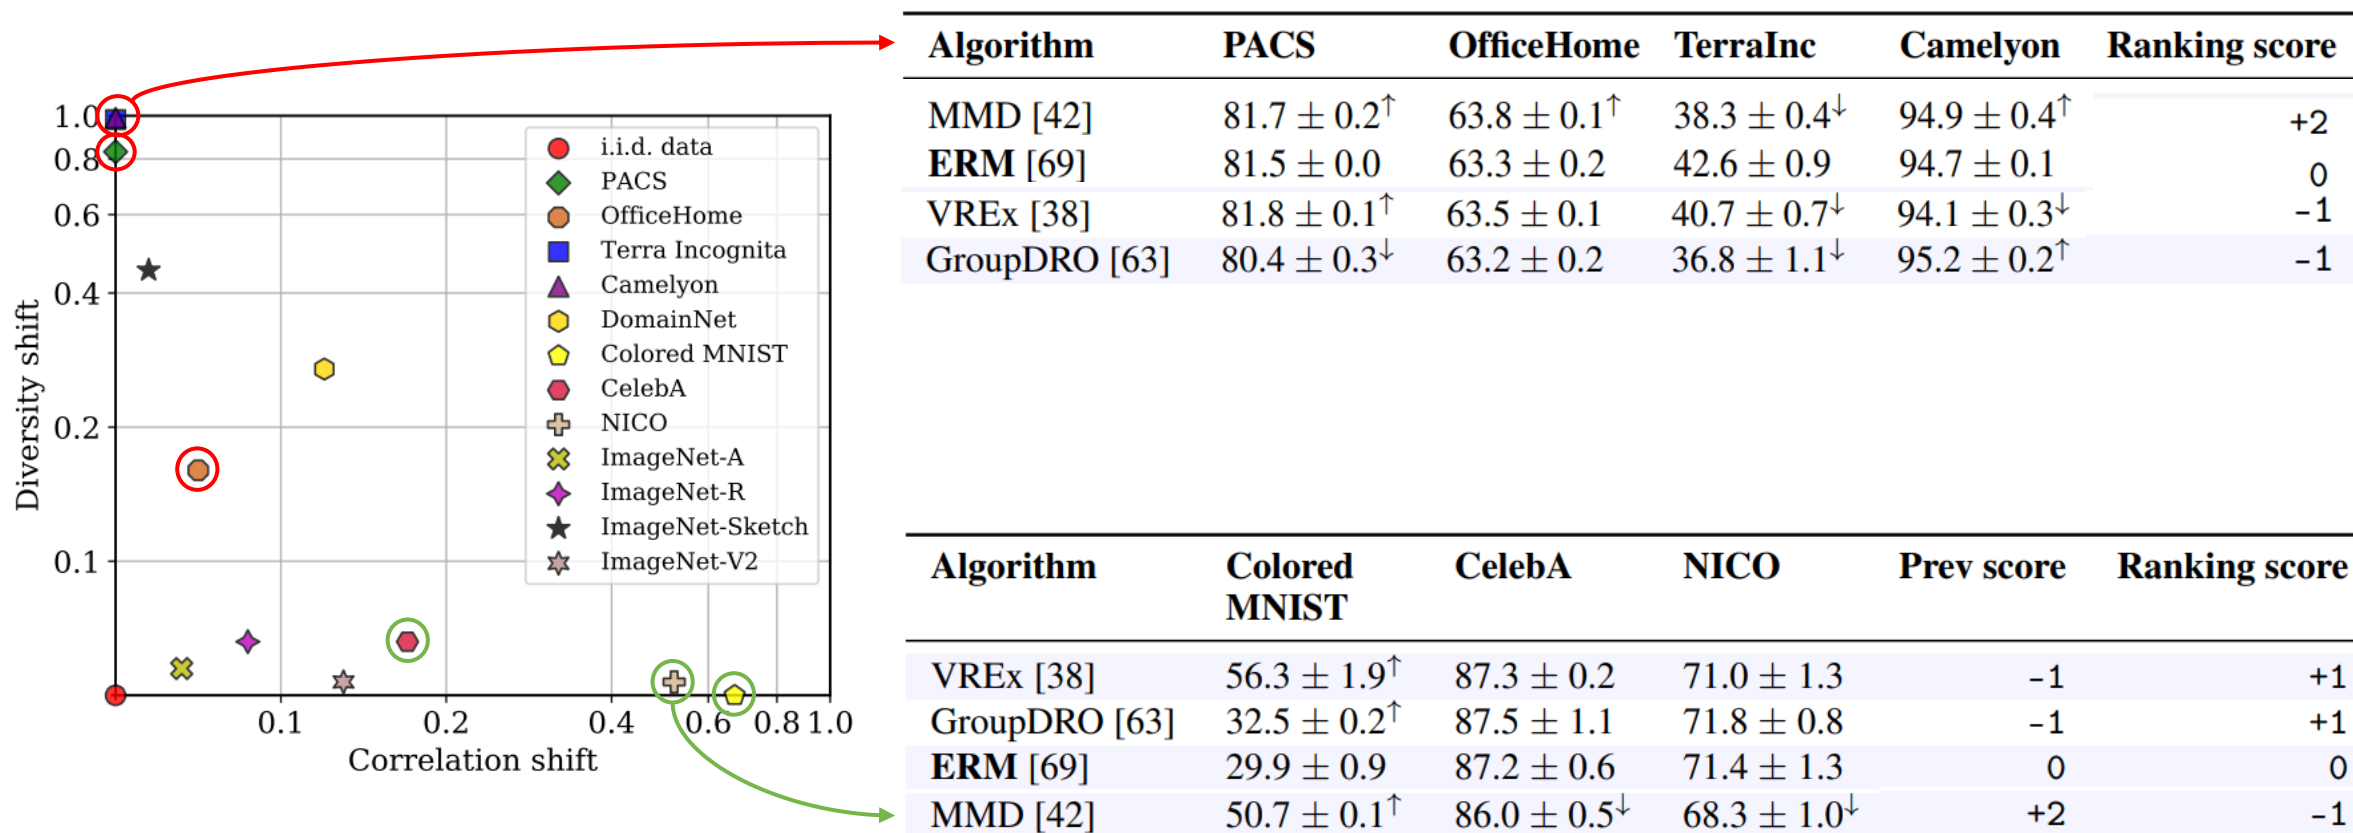 1.0
0.8
0.6
0.4
0.2
0.1
Diversity shift
0.1 0.2 0.4 0.6 0.8 1.0
Correlation shift
i.i.d. data
PACS
OfficeHome
Terra Incognita
Camelyon
DomainNet
Colored MNIST
CelebA
NICO
ImageNet-A
ImageNet-R
ImageNet-Sketch
ImageNet-V2
Algorithm PACS OfficeHome TerraInc Camelyon Ranking score
MMD [42] 81.7 ± 0.2↑ 63.8 ± 0.1↑ 38.3 ± 0.4↓ 94.9 ± 0.4↑ +2
ERM [69] 81.5 ± 0.0 63.3 ± 0.2 42.6 ± 0.9 94.7 ± 0.1 0
VREx [38] 81.8 ± 0.1↑ 63.5 ± 0.1 40.7 ± 0.7↓ 94.1 ± 0.3↓ -1
GroupDRO [63] 80.4 ± 0.3↓ 63.2 ± 0.2 36.8 ± 1.1↓ 95.2 ± 0.2↑ -1
Algorithm Colored CelebA NICO Prev score Ranking score
MNIST
VREx [38] 56.3 ± 1.9↑ 87.3 ± 0.2 71.0 ± 1.3 -1 +1
GroupDRO [63] 32.5 ± 0.2↑ 87.5 ± 1.1 71.8 ± 0.8 -1 +1
ERM [69] 29.9 ± 0.9 87.2 ± 0.6 71.4 ± 1.3 0 0
MMD [42] 50.7 ± 0.1↑ 86.0 ± 0.5↓ 68.3 ± 1.0↓ +2 -1